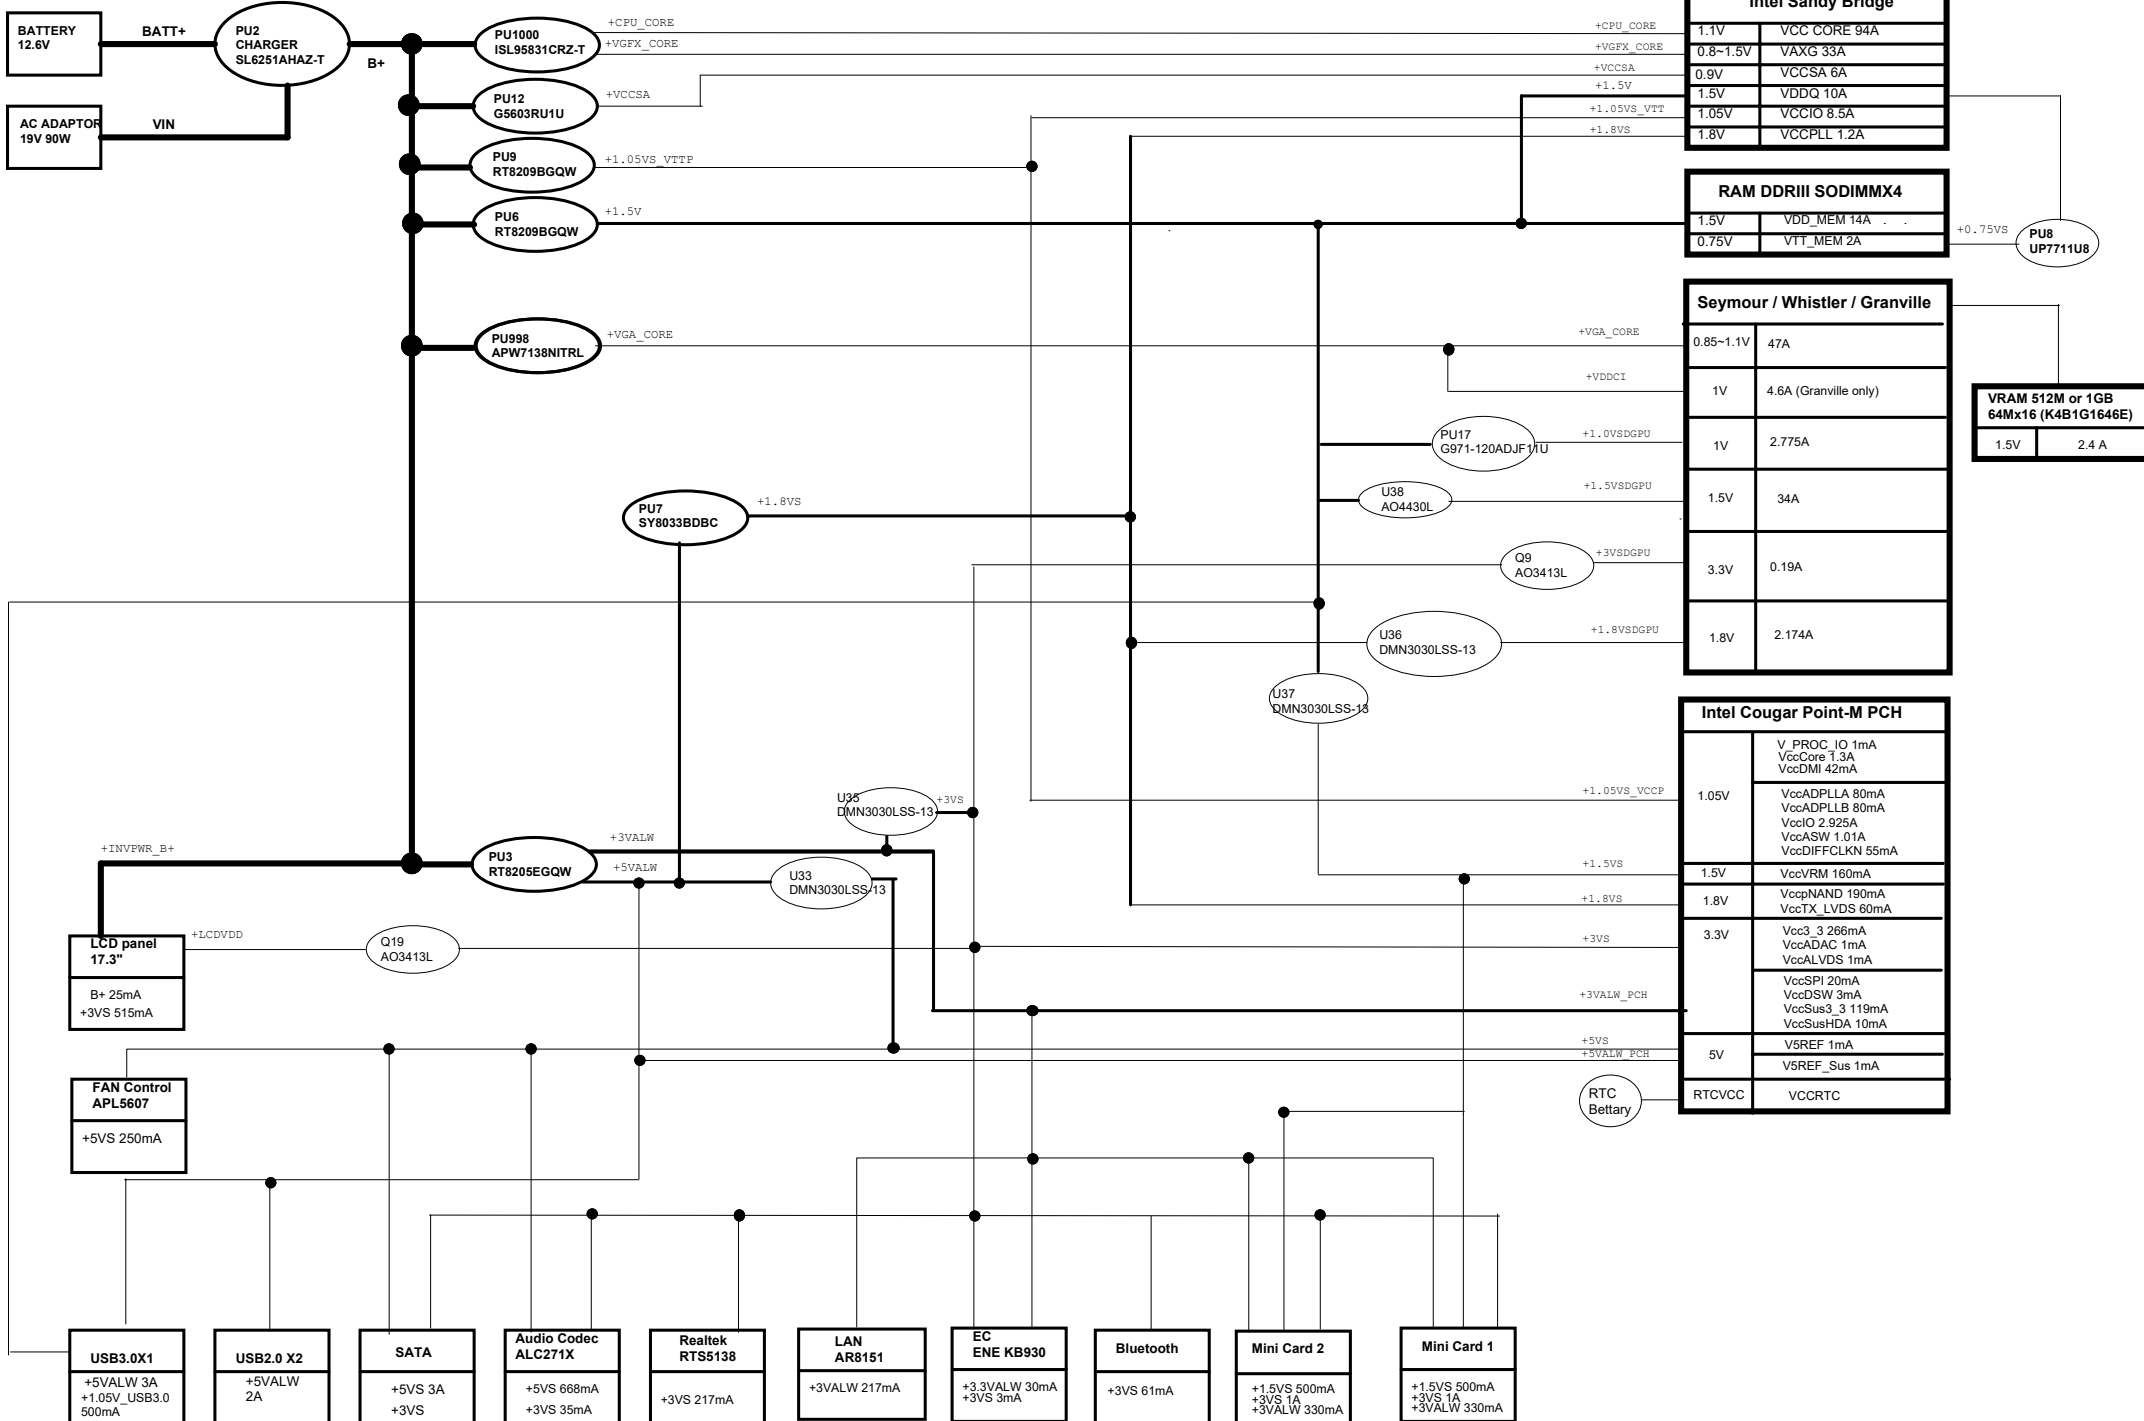 BATTERY
12.6V
BATT+
PU2
CHARGER
SL6251AHAZ-T
B+
AC ADAPTOR
19V 90W
VIN
PU1000
ISL95831CRZ-T
+CPU_CORE
+VGFX_CORE
PU12
G5603RU1U
+VCCSA
PU9
RT8209BGQW
+1.05VS_VTTP
PU6
RT8209BGQW
+1.5V
PU998
APW7138NITRL
+VGA_CORE
+CPU_CORE
+VGFX_CORE
+VCCSA
+1.5V
+1.05VS_VTT
+1.8VS
Intel Sandy Bridge
1.1V VCC CORE 94A
0.8~1.5V VAXG 33A
0.9V VCCSA 6A
1.5V VDDQ 10A
1.05V VCCIO 8.5A
1.8V VCCPLL 1.2A
RAM DDRIII SODIMMX4
1.5V VDD_MEM 14A
0.75V VTT_MEM 2A
+0.75VS
PU8
UP7711U8
Seymour / Whistler / Granville
+VGA_CORE
0.85~1.1V 47A
+VDDCI
1V 4.6A (Granville only)
PU17
G971-120ADJF11U
+1.0VSDGPU
1V 2.775A
U38
AO4430L
+1.5VSDGPU
1.5V 34A
Q9
AO3413L
+3VSDGPU
3.3V 0.19A
U36
DMN3030LSS-13
+1.8VSDGPU
1.8V 2.174A
VRAM 512M or 1GB
64Mx16 (K4B1G1646E)
1.5V 2.4 A
PU7
SY8033BDBC
+1.8VS
U37
DMN3030LSS-13
Intel Cougar Point-M PCH
+1.05VS_VCCP
1.05V
V_PROC_IO 1mA
VccCore 1.3A
VccDMI 42mA
VccADPLLA 80mA
VccADPLLB 80mA
VccIO 2.925A
VccASW 1.01A
VccDIFFCLKN 55mA
+1.5VS
1.5V VccVRM 160mA
+1.8VS
1.8V
VccpNAND 190mA
VccTX_LVDS 60mA
+3VS
3.3V
Vcc3_3 266mA
VccADAC 1mA
VccALVDS 1mA
+3VALW_PCH
VccSPI 20mA
VccDSW 3mA
VccSus3_3 119mA
VccSusHDA 10mA
+5VS
+5VALW_PCH
5V
V5REF 1mA
V5REF_Sus 1mA
RTC
Bettary
RTCVCC VCCRTC
U35
DMN3030LSS-13
+3VS
PU3
RT8205EGQW
+3VALW
+5VALW
U33
DMN3030LSS-13
+INVPWR_B+
LCD panel
17.3"
B+ 25mA
+3VS 515mA
+LCDVDD
Q19
AO3413L
FAN Control
APL5607
+5VS 250mA
USB3.0X1
+5VALW 3A
+1.05V_USB3.0
500mA
USB2.0 X2
+5VALW
2A
SATA
+5VS 3A
+3VS
Audio Codec
ALC271X
+5VS 668mA
+3VS 35mA
Realtek
RTS5138
+3VS 217mA
LAN
AR8151
+3VALW 217mA
EC
ENE KB930
+3.3VALW 30mA
+3VS 3mA
Bluetooth
+3VS 61mA
Mini Card 2
+1.5VS 500mA
+3VS 1A
+3VALW 330mA
Mini Card 1
+1.5VS 500mA
+3VS 1A
+3VALW 330mA